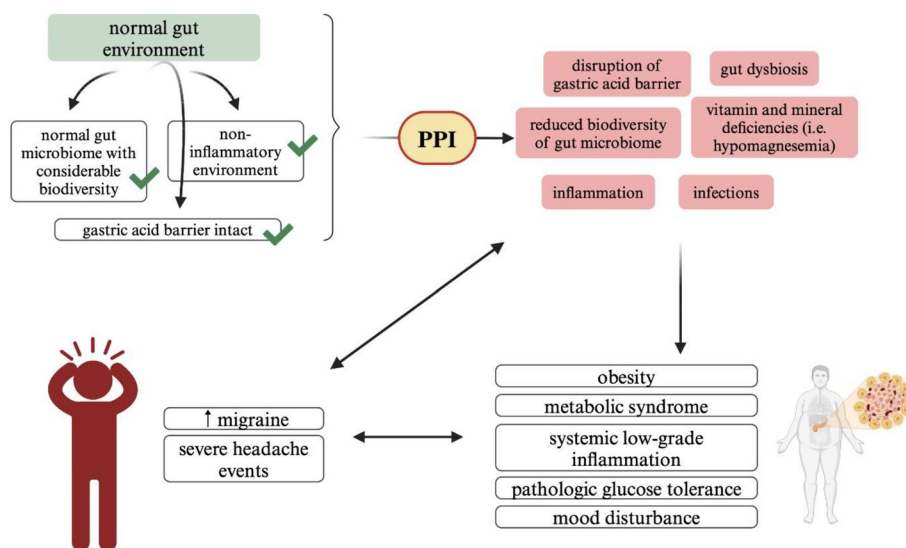 normal gut
environment
normal gut
microbiome with
considerable
biodiversity
non-
inflammatory
environment
gastric acid barrier intact
PPI
disruption of
gastric acid barrier
gut dysbiosis
reduced biodiversity
of gut microbiome
vitamin and mineral
deficiencies (i.e.
hypomagnesemia)
inflammation
infections
↑ migraine
severe headache
events
obesity
metabolic syndrome
systemic low-grade
inflammation
pathologic glucose tolerance
mood disturbance